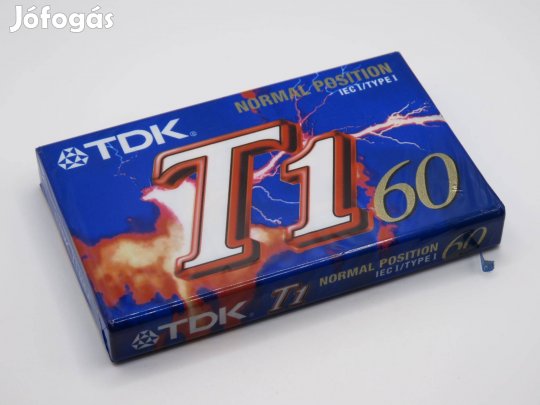 Jófogás
NORMAL POSITION
IEC I/TYPE I
TDK®
T1 60
NORMAL POSITION
IEC I/TYPE I
60
TDK T1